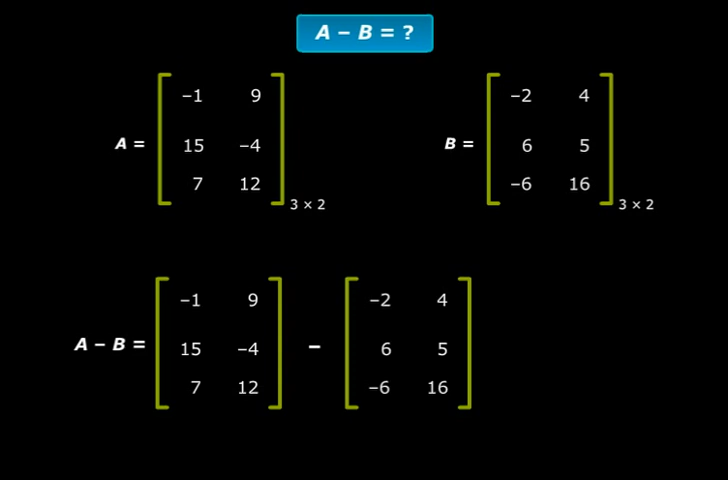 A − B = ?
−1 9 −2 4
A = 15 −4 B = 6 5
7 12 −6 16
3 × 2 3 × 2
−1 9 −2 4
A − B = 15 −4 − 6 5
7 12 −6 16